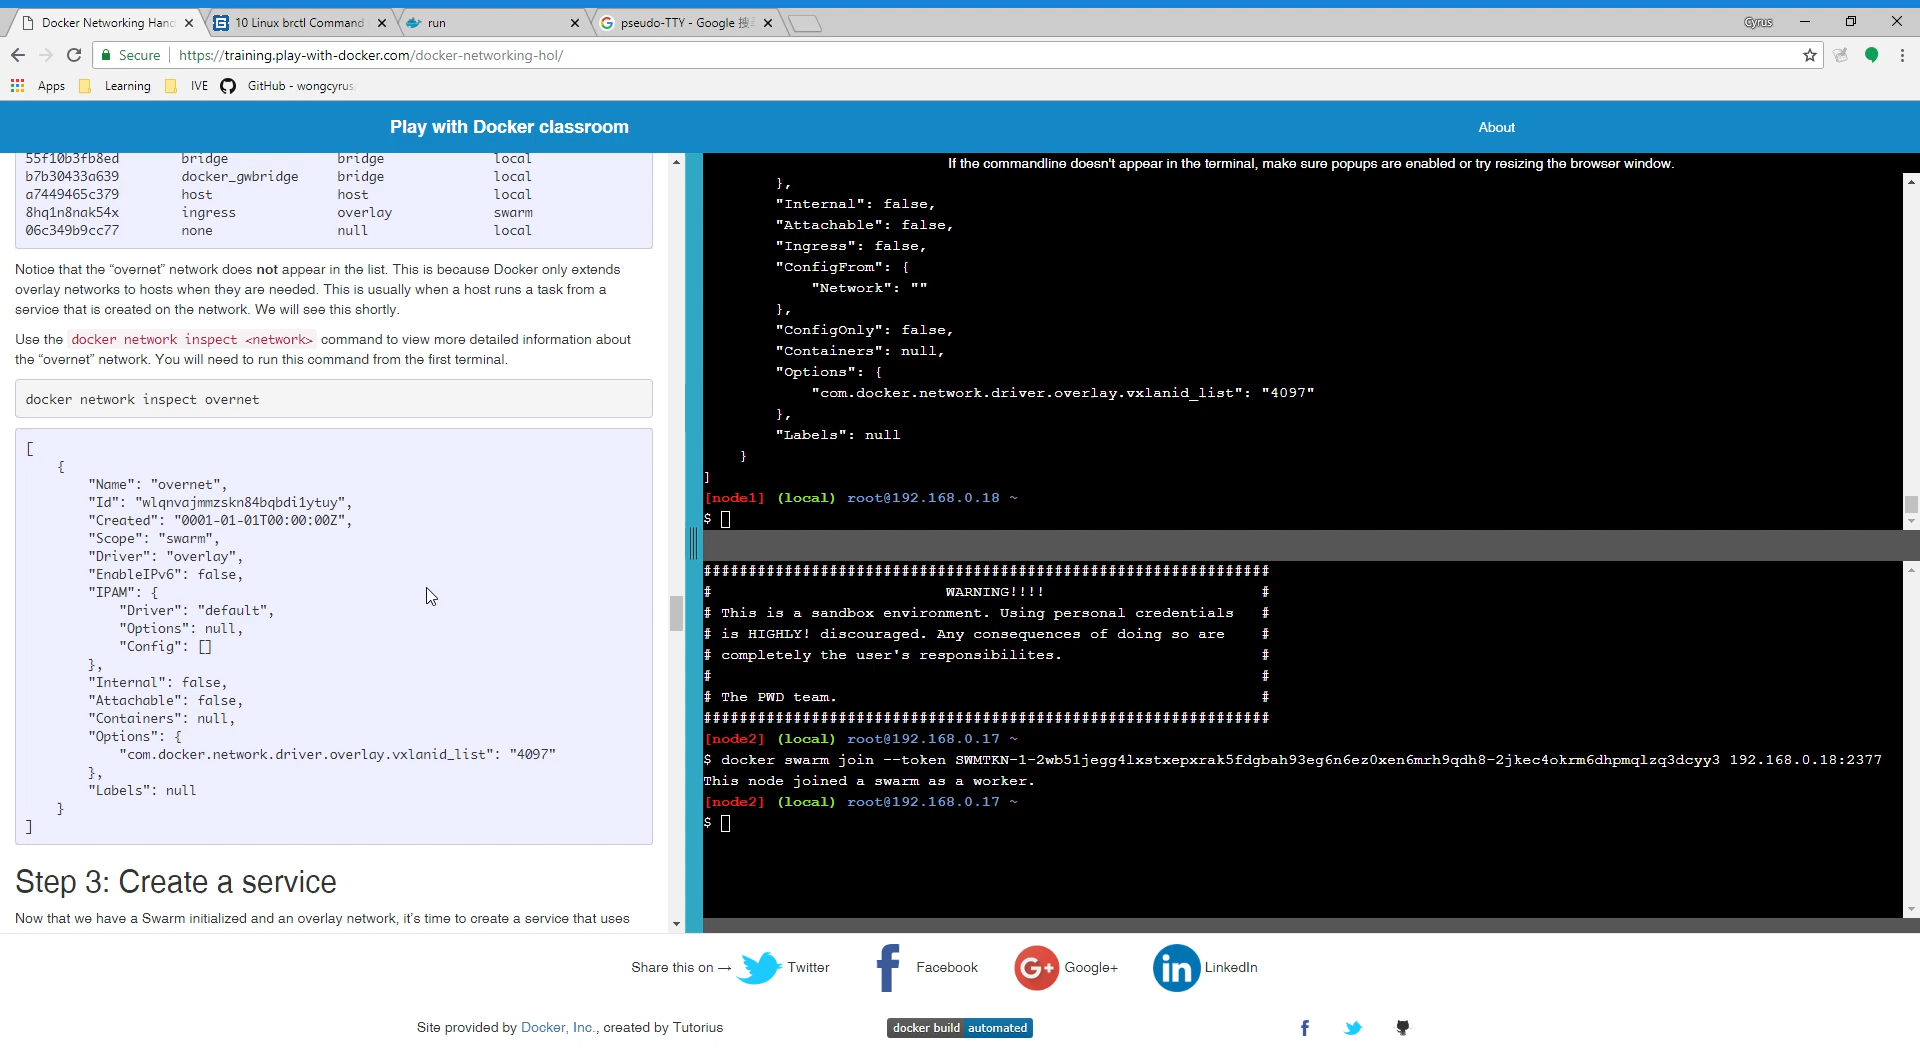 Docker Networking Hand
10 Linux brctl Command
run
pseudo-TTY - Google 搜
Cyrus
Secure
https://training.play-with-docker.com/docker-networking-hol/
Apps
Learning
IVE
GitHub - wongcyrus
Play with Docker classroom
About
55f10b3fb8ed bridge bridge local
b7b30433a639 docker_gwbridge bridge local
a7449465c379 host host local
8hq1n8nak54x ingress overlay swarm
06c349b9cc77 none null local
Notice that the “overnet” network does not appear in the list. This is because Docker only extends
overlay networks to hosts when they are needed. This is usually when a host runs a task from a
service that is created on the network. We will see this shortly.
Use the docker network inspect <network> command to view more detailed information about
the “overnet” network. You will need to run this command from the first terminal.
docker network inspect overnet
[
{
"Name": "overnet",
"Id": "wlqnvajmmzskn84bqbdi1ytuy",
"Created": "0001-01-01T00:00:00Z",
"Scope": "swarm",
"Driver": "overlay",
"EnableIPv6": false,
"IPAM": {
"Driver": "default",
"Options": null,
"Config": []
},
"Internal": false,
"Attachable": false,
"Containers": null,
"Options": {
"com.docker.network.driver.overlay.vxlanid_list": "4097"
},
"Labels": null
}
]
Step 3: Create a service
Now that we have a Swarm initialized and an overlay network, it’s time to create a service that uses
If the commandline doesn't appear in the terminal, make sure popups are enabled or try resizing the browser window.
},
"Internal": false,
"Attachable": false,
"Ingress": false,
"ConfigFrom": {
"Network": ""
},
"ConfigOnly": false,
"Containers": null,
"Options": {
"com.docker.network.driver.overlay.vxlanid_list": "4097"
},
"Labels": null
}
]
[node1] (local) root@192.168.0.18 ~
$
###############################################################
# WARNING!!!! #
# This is a sandbox environment. Using personal credentials #
# is HIGHLY! discouraged. Any consequences of doing so are #
# completely the user's responsibilites. #
# #
# The PWD team. #
###############################################################
[node2] (local) root@192.168.0.17 ~
$ docker swarm join --token SWMTKN-1-2wb51jegg4lxstxepxrak5fdgbah93eg6n6ez0xen6mrh9qdh8-2jkec4okrm6dhpmqlzq3dcyy3 192.168.0.18:2377
This node joined a swarm as a worker.
[node2] (local) root@192.168.0.17 ~
$
Share this on → Twitter Facebook Google+ LinkedIn
Site provided by Docker, Inc., created by Tutorius
docker build automated